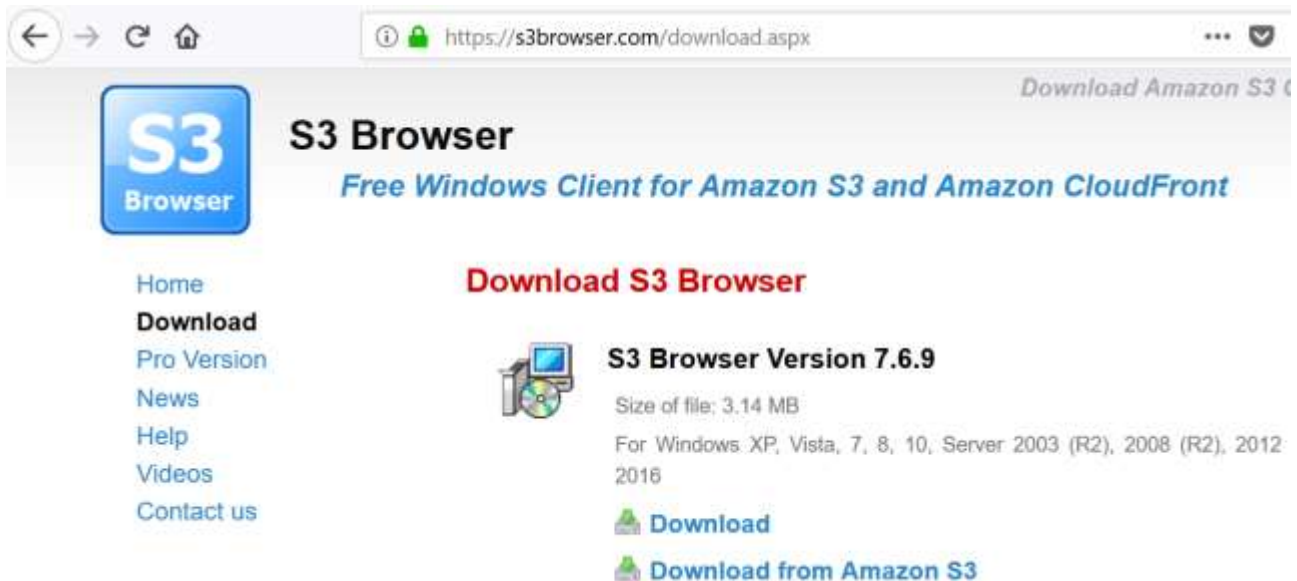 https://s3browser.com/download.aspx
Download Amazon S3
S3
Browser
S3 Browser
Free Windows Client for Amazon S3 and Amazon CloudFront
Home
Download
Pro Version
News
Help
Videos
Contact us
Download S3 Browser
S3 Browser Version 7.6.9
Size of file: 3.14 MB
For Windows XP, Vista, 7, 8, 10, Server 2003 (R2), 2008 (R2), 2012
2016
Download
Download from Amazon S3